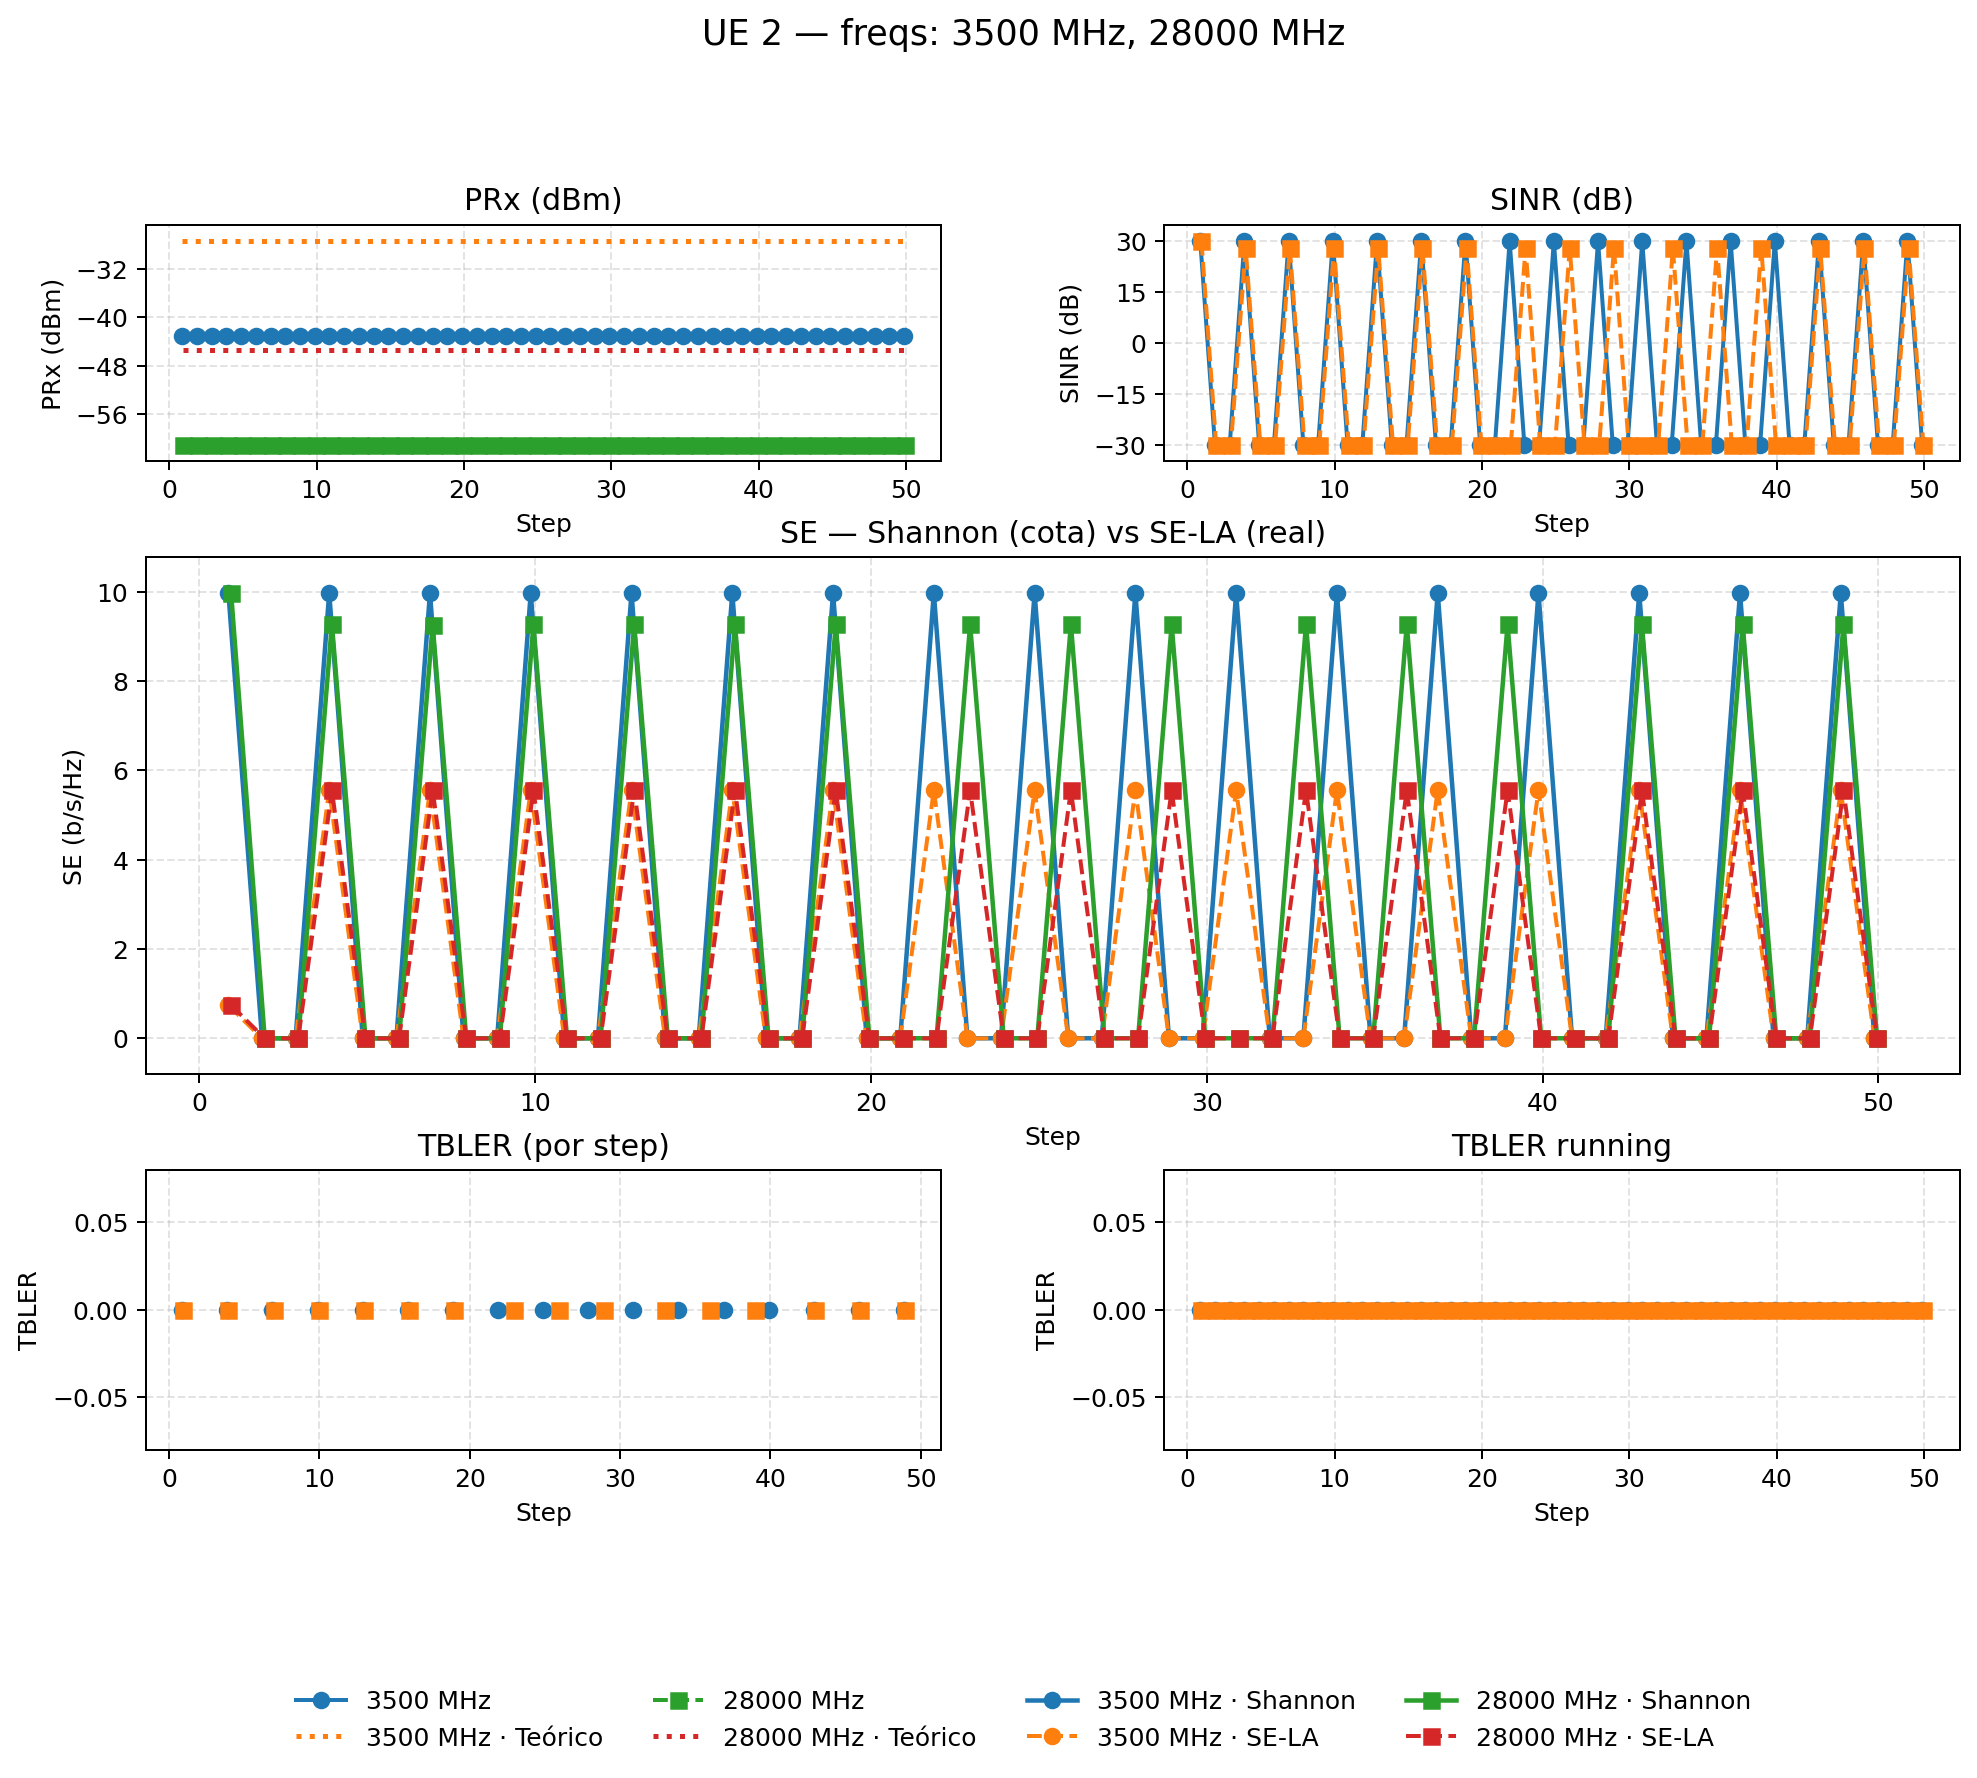 UE 2 — freqs: 3500 MHz, 28000 MHz
PRx (dBm)
PRx (dBm)
−32
−40
−48
−56
0 10 20 30 40 50
Step
SINR (dB)
SINR (dB)
30
15
0
−15
−30
0 10 20 30 40 50
Step
SE — Shannon (cota) vs SE-LA (real)
SE (b/s/Hz)
10
8
6
4
2
0
0 10 20 30 40 50
Step
TBLER (por step)
TBLER
0.05
0.00
−0.05
0 10 20 30 40 50
Step
TBLER running
TBLER
0.05
0.00
−0.05
0 10 20 30 40 50
Step
3500 MHz
3500 MHz · Teórico
28000 MHz
28000 MHz · Teórico
3500 MHz · Shannon
3500 MHz · SE-LA
28000 MHz · Shannon
28000 MHz · SE-LA